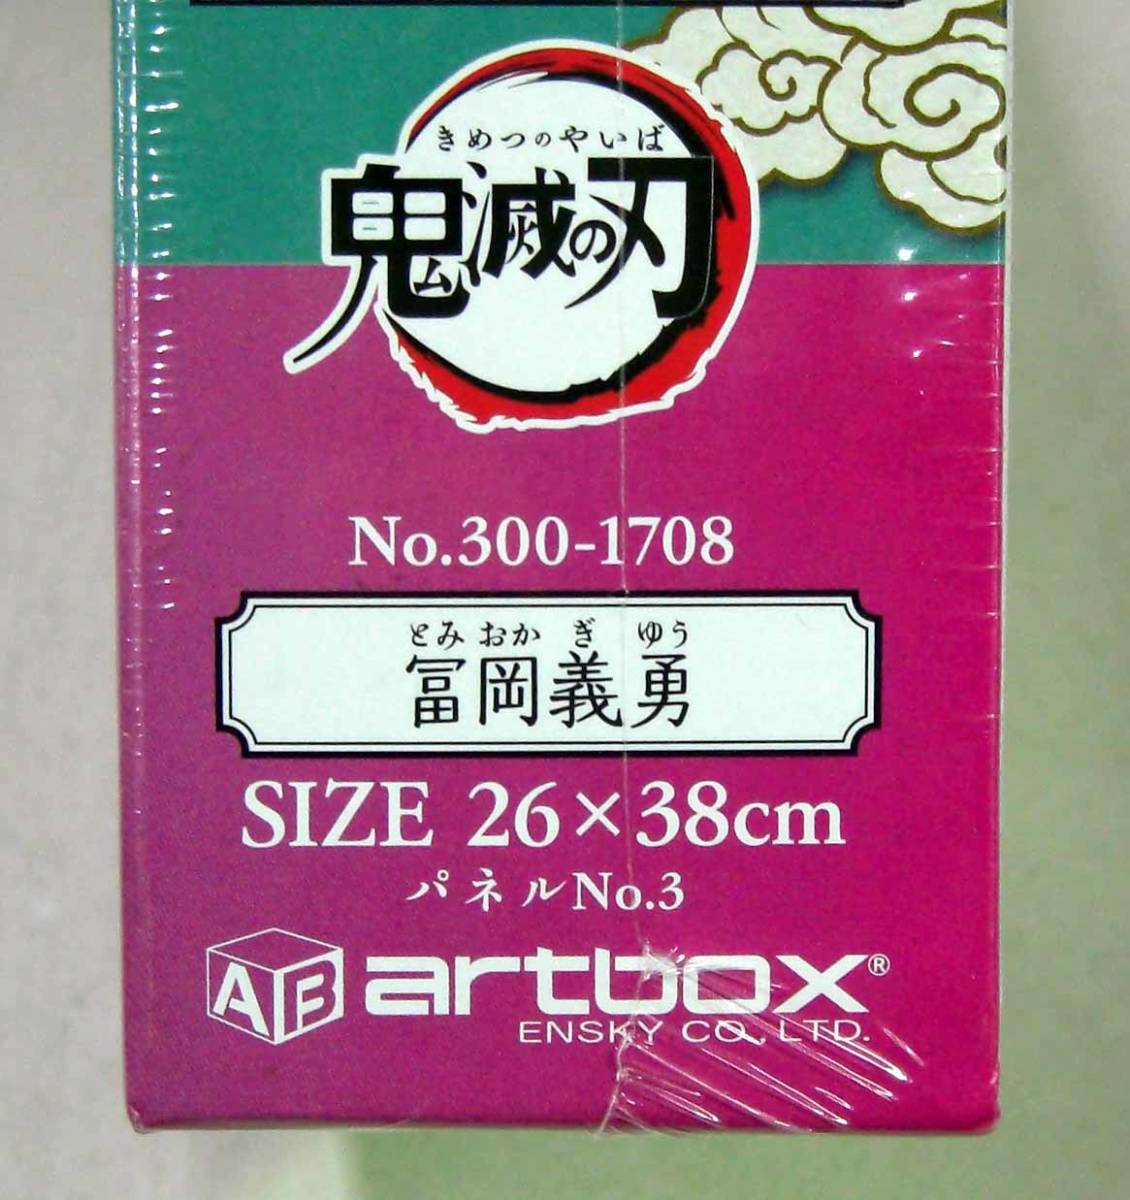 きめつのやいば
鬼滅の刃
No.300-1708
とみ おか ぎ ゆう
冨岡義勇
SIZE 26×38cm
パネルNo.3
AB artbox®
ENSKY CO., LTD.